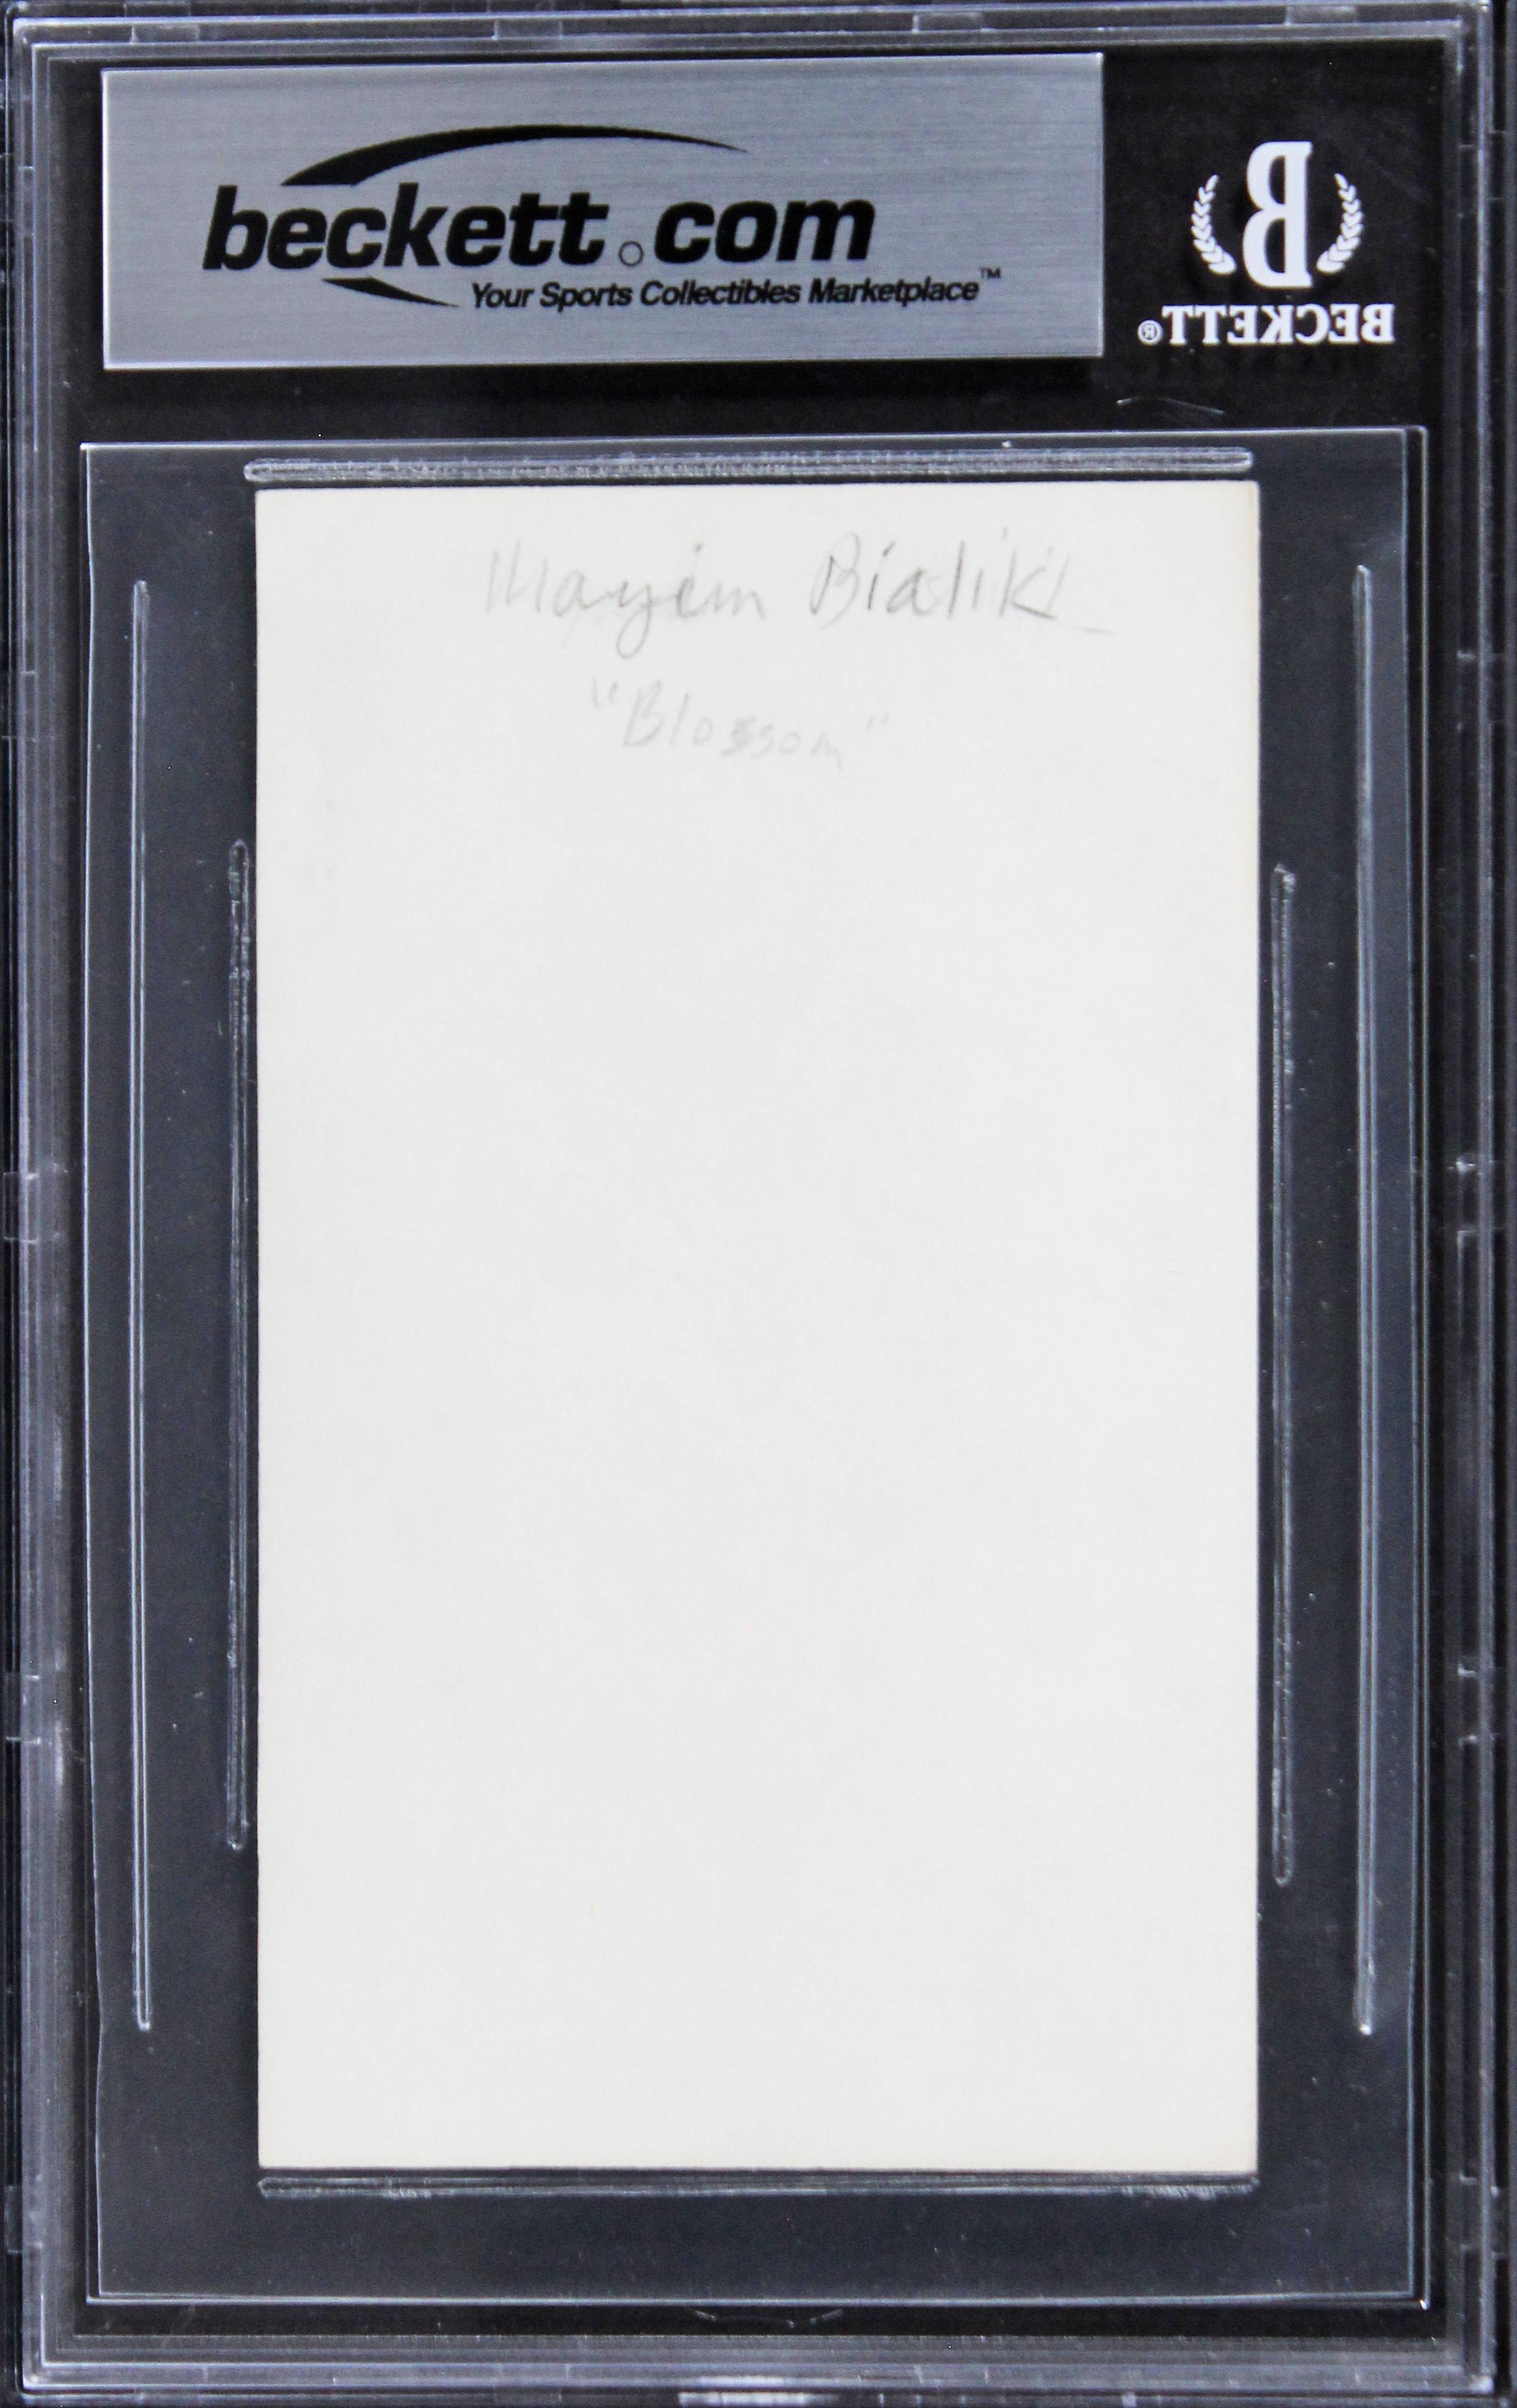 beckett.com
Your Sports Collectibles Marketplace™
B
BECKETT®
Mayim Bialik
"Blossom"